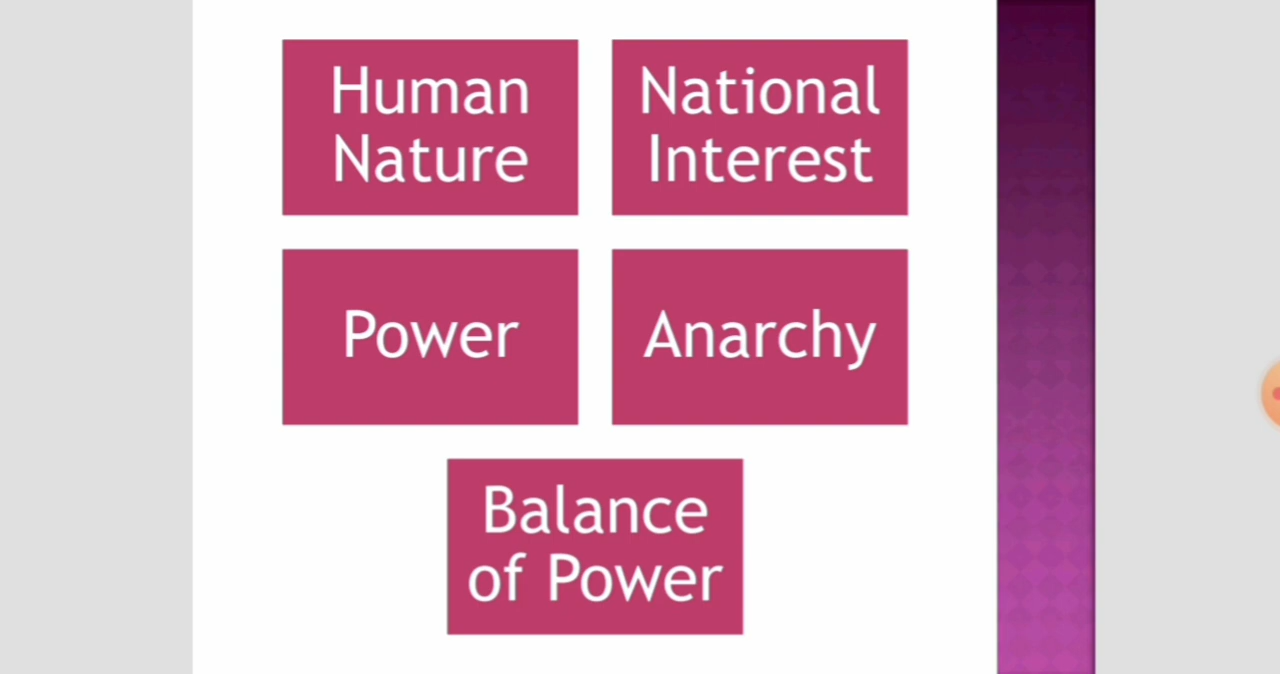 Human
Nature
National
Interest
Power
Anarchy
Balance
of Power